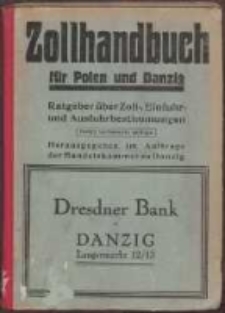 Zollhandbuch
für Polen und Danzig
Ratgeber über Zoll-, Einfuhr-
und Ausfuhrbestimmungen
Herausgegeben im Auftrage
der Handelskammer zu Danzig
Dresdner Bank
in
DANZIG
Langermarkt 12/13